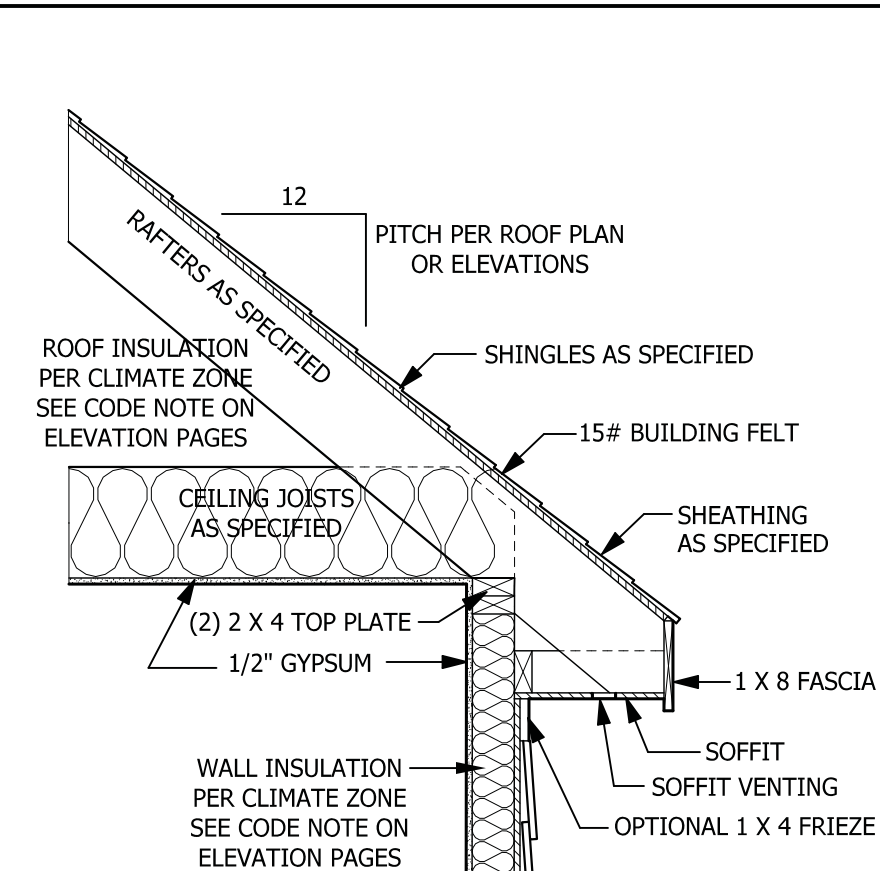 12
PITCH PER ROOF PLAN
OR ELEVATIONS
RAFTERS AS SPECIFIED
ROOF INSULATION
PER CLIMATE ZONE
SEE CODE NOTE ON
ELEVATION PAGES
SHINGLES AS SPECIFIED
15# BUILDING FELT
CEILING JOISTS
AS SPECIFIED
SHEATHING
AS SPECIFIED
(2) 2 X 4 TOP PLATE
1/2" GYPSUM
1 X 8 FASCIA
SOFFIT
SOFFIT VENTING
OPTIONAL 1 X 4 FRIEZE
WALL INSULATION
PER CLIMATE ZONE
SEE CODE NOTE ON
ELEVATION PAGES